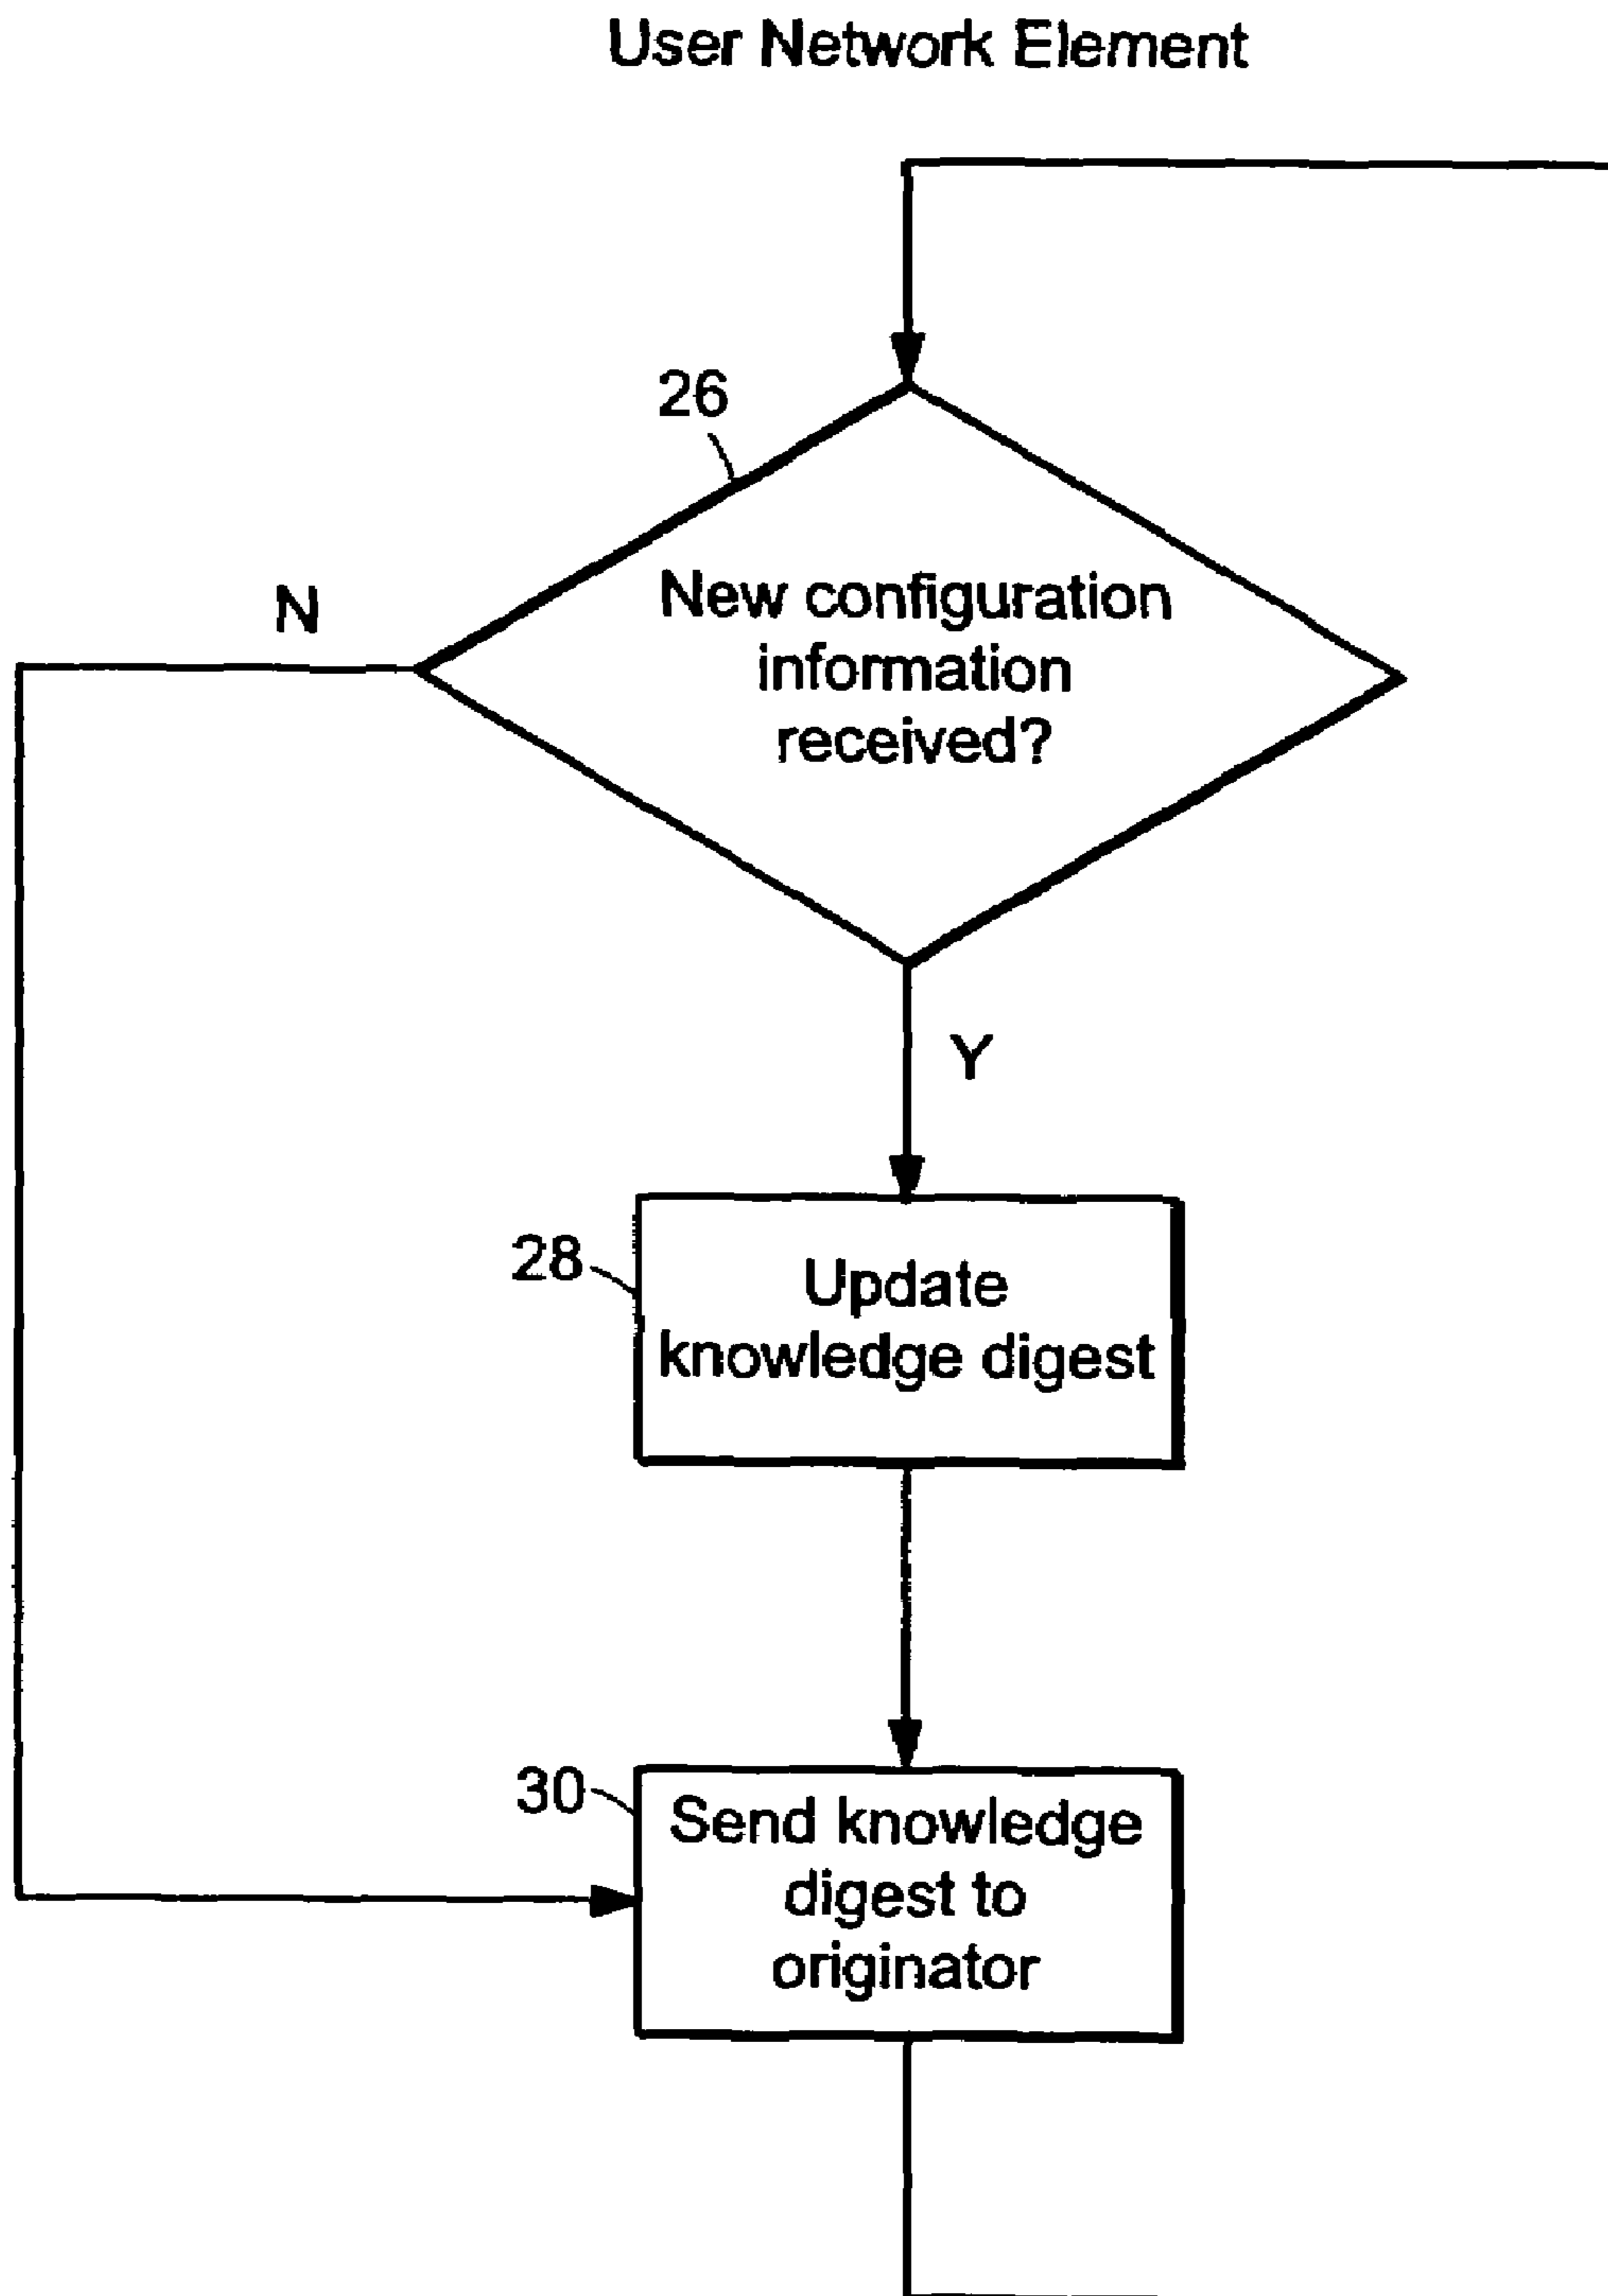 User Network Element
26
New configuration
information
received?
N
Y
28
Update
knowledge digest
30
Send knowledge
digest to
originator